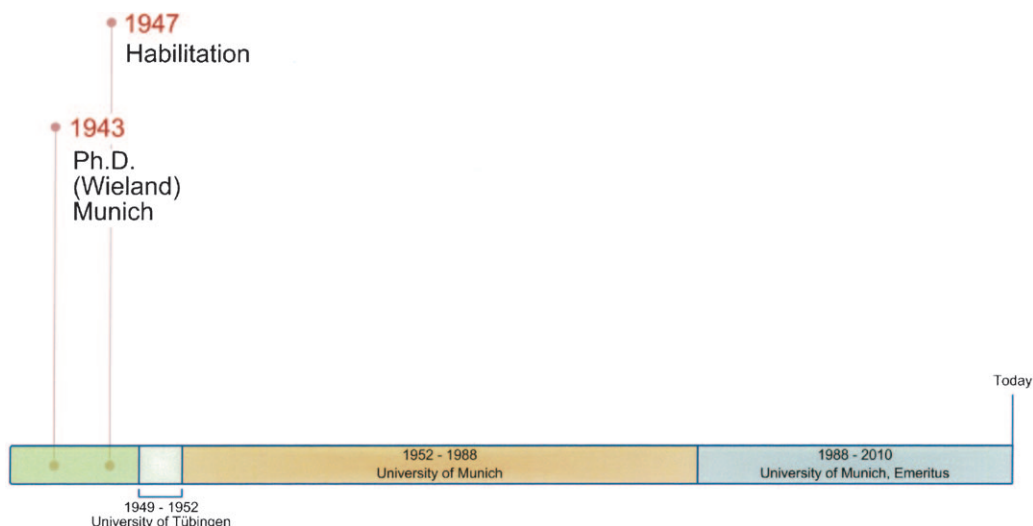 1947
Habilitation
1943
Ph.D.
(Wieland)
Munich
Today
1952 - 1988
University of Munich
1988 - 2010
University of Munich, Emeritus
1949 - 1952
University of Tübingen